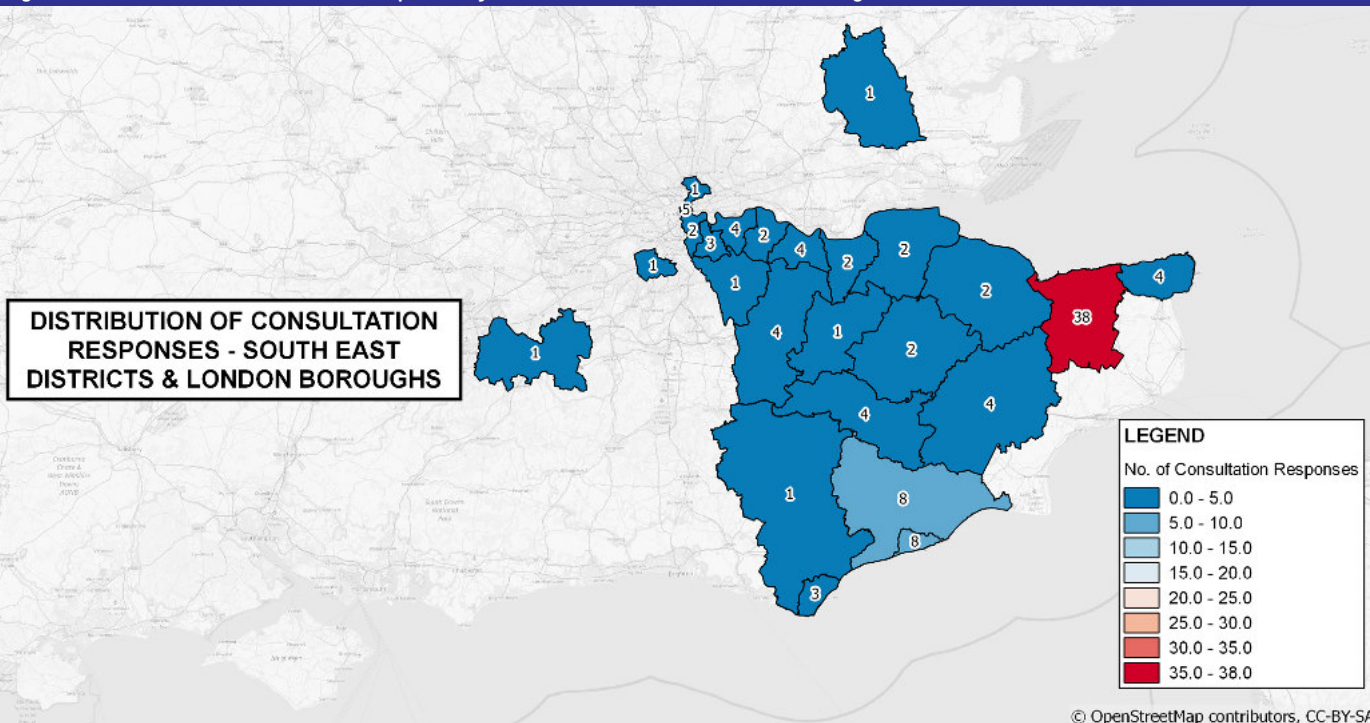 1
1
5
2
3
4
2
4
2
2
2
38
4
1
1
4
1
2
1
4
4
1
8
8
3
DISTRIBUTION OF CONSULTATION
RESPONSES - SOUTH EAST
DISTRICTS & LONDON BOROUGHS
LEGEND
No. of Consultation Responses
0.0 - 5.0
5.0 - 10.0
10.0 - 15.0
15.0 - 20.0
20.0 - 25.0
25.0 - 30.0
30.0 - 35.0
35.0 - 38.0
© OpenStreetMap contributors, CC-BY-SA